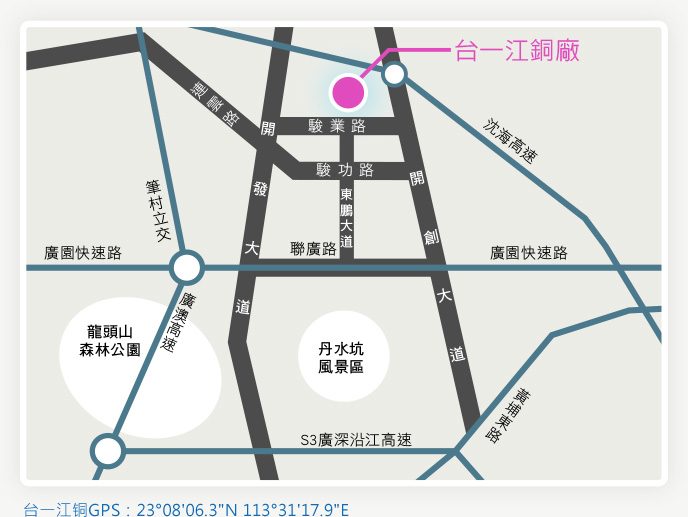 台一江銅廠
連雲路
開發大道
駿業路
沈海高速
駿功路
開創大道
筆村立交
東鵬大道
廣園快速路
聯廣路
廣園快速路
廣澳高速
龍頭山
森林公園
丹水坑
風景區
黃埔東路
S3廣深沿江高速
台一江铜GPS：23°08'06.3"N 113°31'17.9"E